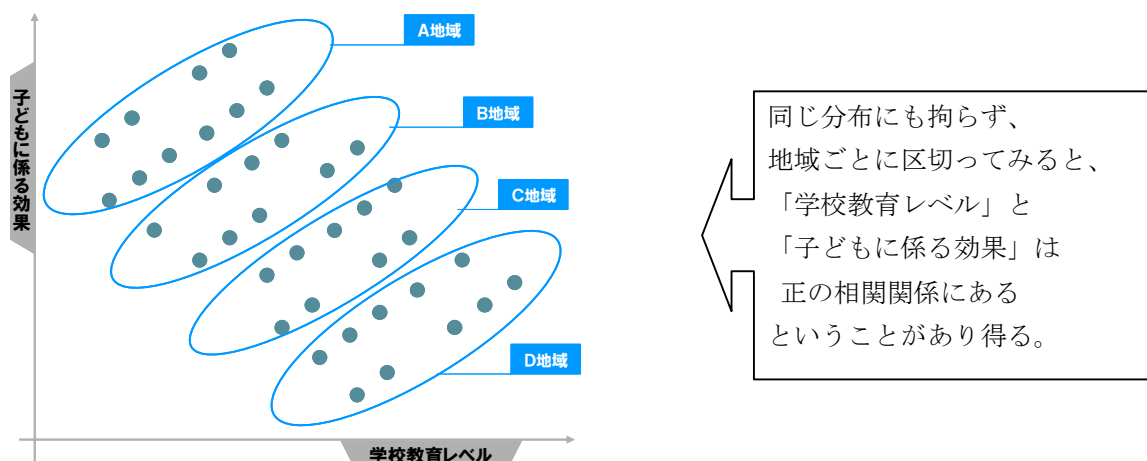 A地域
B地域
C地域
D地域
子どもに係る効果
学校教育レベル
同じ分布にも拘らず、
地域ごとに区切ってみると、
「学校教育レベル」と
「子どもに係る効果」は
正の相関関係にある
ということがあり得る。